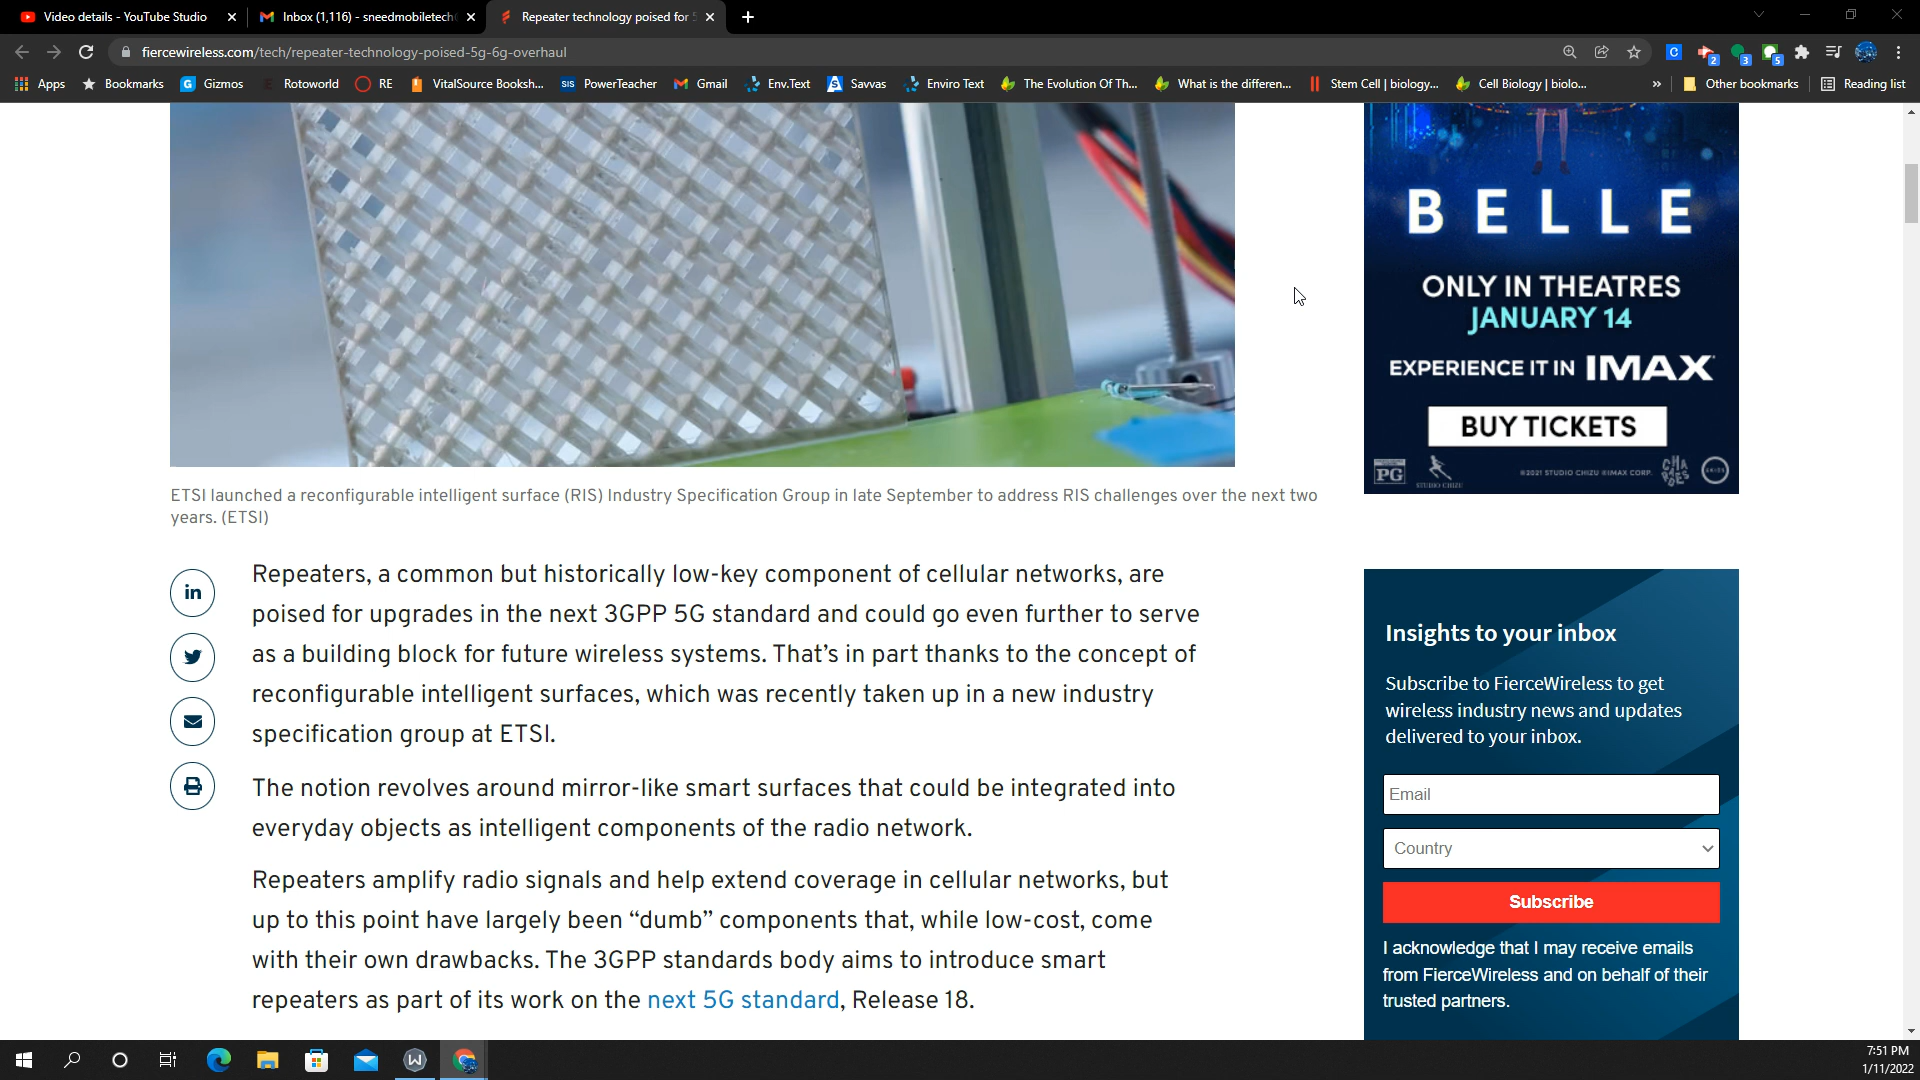 Video details - YouTube Studio
Inbox (1,116) - sneedmobiletech
Repeater technology poised for 5
fiercewireless.com/tech/repeater-technology-poised-5g-6g-overhaul
2
3
5
Apps
Bookmarks
Gizmos
Rotoworld
RE
VitalSource Booksh...
SIS PowerTeacher
Gmail
Env.Text
Savvas
Enviro Text
The Evolution Of Th...
What is the differen...
Stem Cell | biology...
Cell Biology | biolo...
Other bookmarks
Reading list
BELLE
ONLY IN THEATRES
JANUARY 14
EXPERIENCE IT IN IMAX
BUY TICKETS
PG
STUDIO CHIZU
©2021 STUDIO CHIZU ©IMAX CORP.
ETSI launched a reconfigurable intelligent surface (RIS) Industry Specification Group in late September to address RIS challenges over the next two
years. (ETSI)
in
Repeaters, a common but historically low-key component of cellular networks, are
poised for upgrades in the next 3GPP 5G standard and could go even further to serve
as a building block for future wireless systems. That’s in part thanks to the concept of
reconfigurable intelligent surfaces, which was recently taken up in a new industry
specification group at ETSI.
The notion revolves around mirror-like smart surfaces that could be integrated into
everyday objects as intelligent components of the radio network.
Repeaters amplify radio signals and help extend coverage in cellular networks, but
up to this point have largely been “dumb” components that, while low-cost, come
with their own drawbacks. The 3GPP standards body aims to introduce smart
repeaters as part of its work on the next 5G standard, Release 18.
Insights to your inbox
Subscribe to FierceWireless to get
wireless industry news and updates
delivered to your inbox.
Email
Country
Subscribe
I acknowledge that I may receive emails
from FierceWireless and on behalf of their
trusted partners.
7:51 PM
1/11/2022